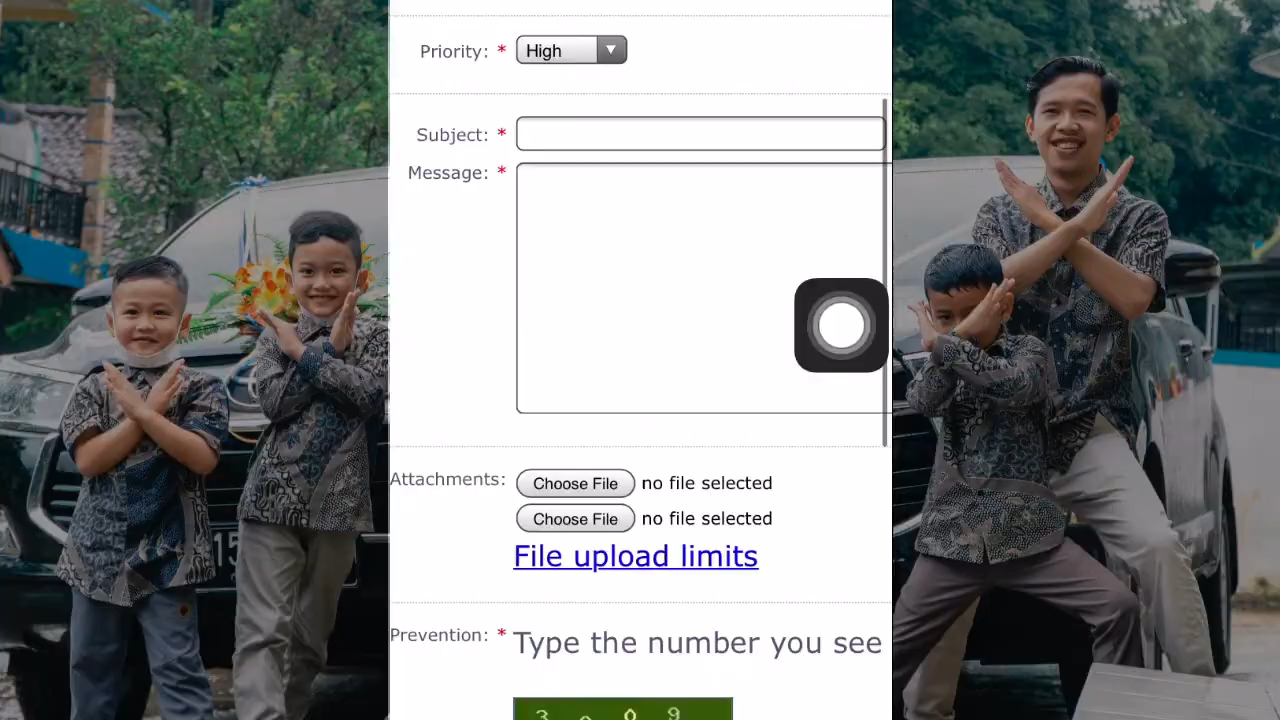 Priority: * High
Subject: *
Message: *
Attachments: Choose File no file selected
Choose File no file selected
File upload limits
Prevention: * Type the number you see